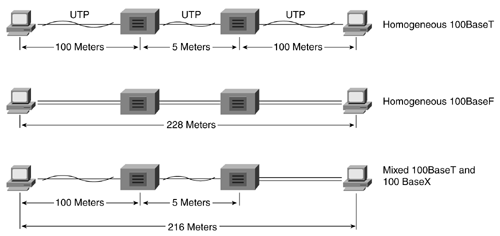 UTP UTP UTP
Homogeneous 100BaseT
100 Meters 5 Meters 100 Meters
Homogeneous 100BaseF
228 Meters
Mixed 100BaseT and
100 BaseX
100 Meters 5 Meters
216 Meters